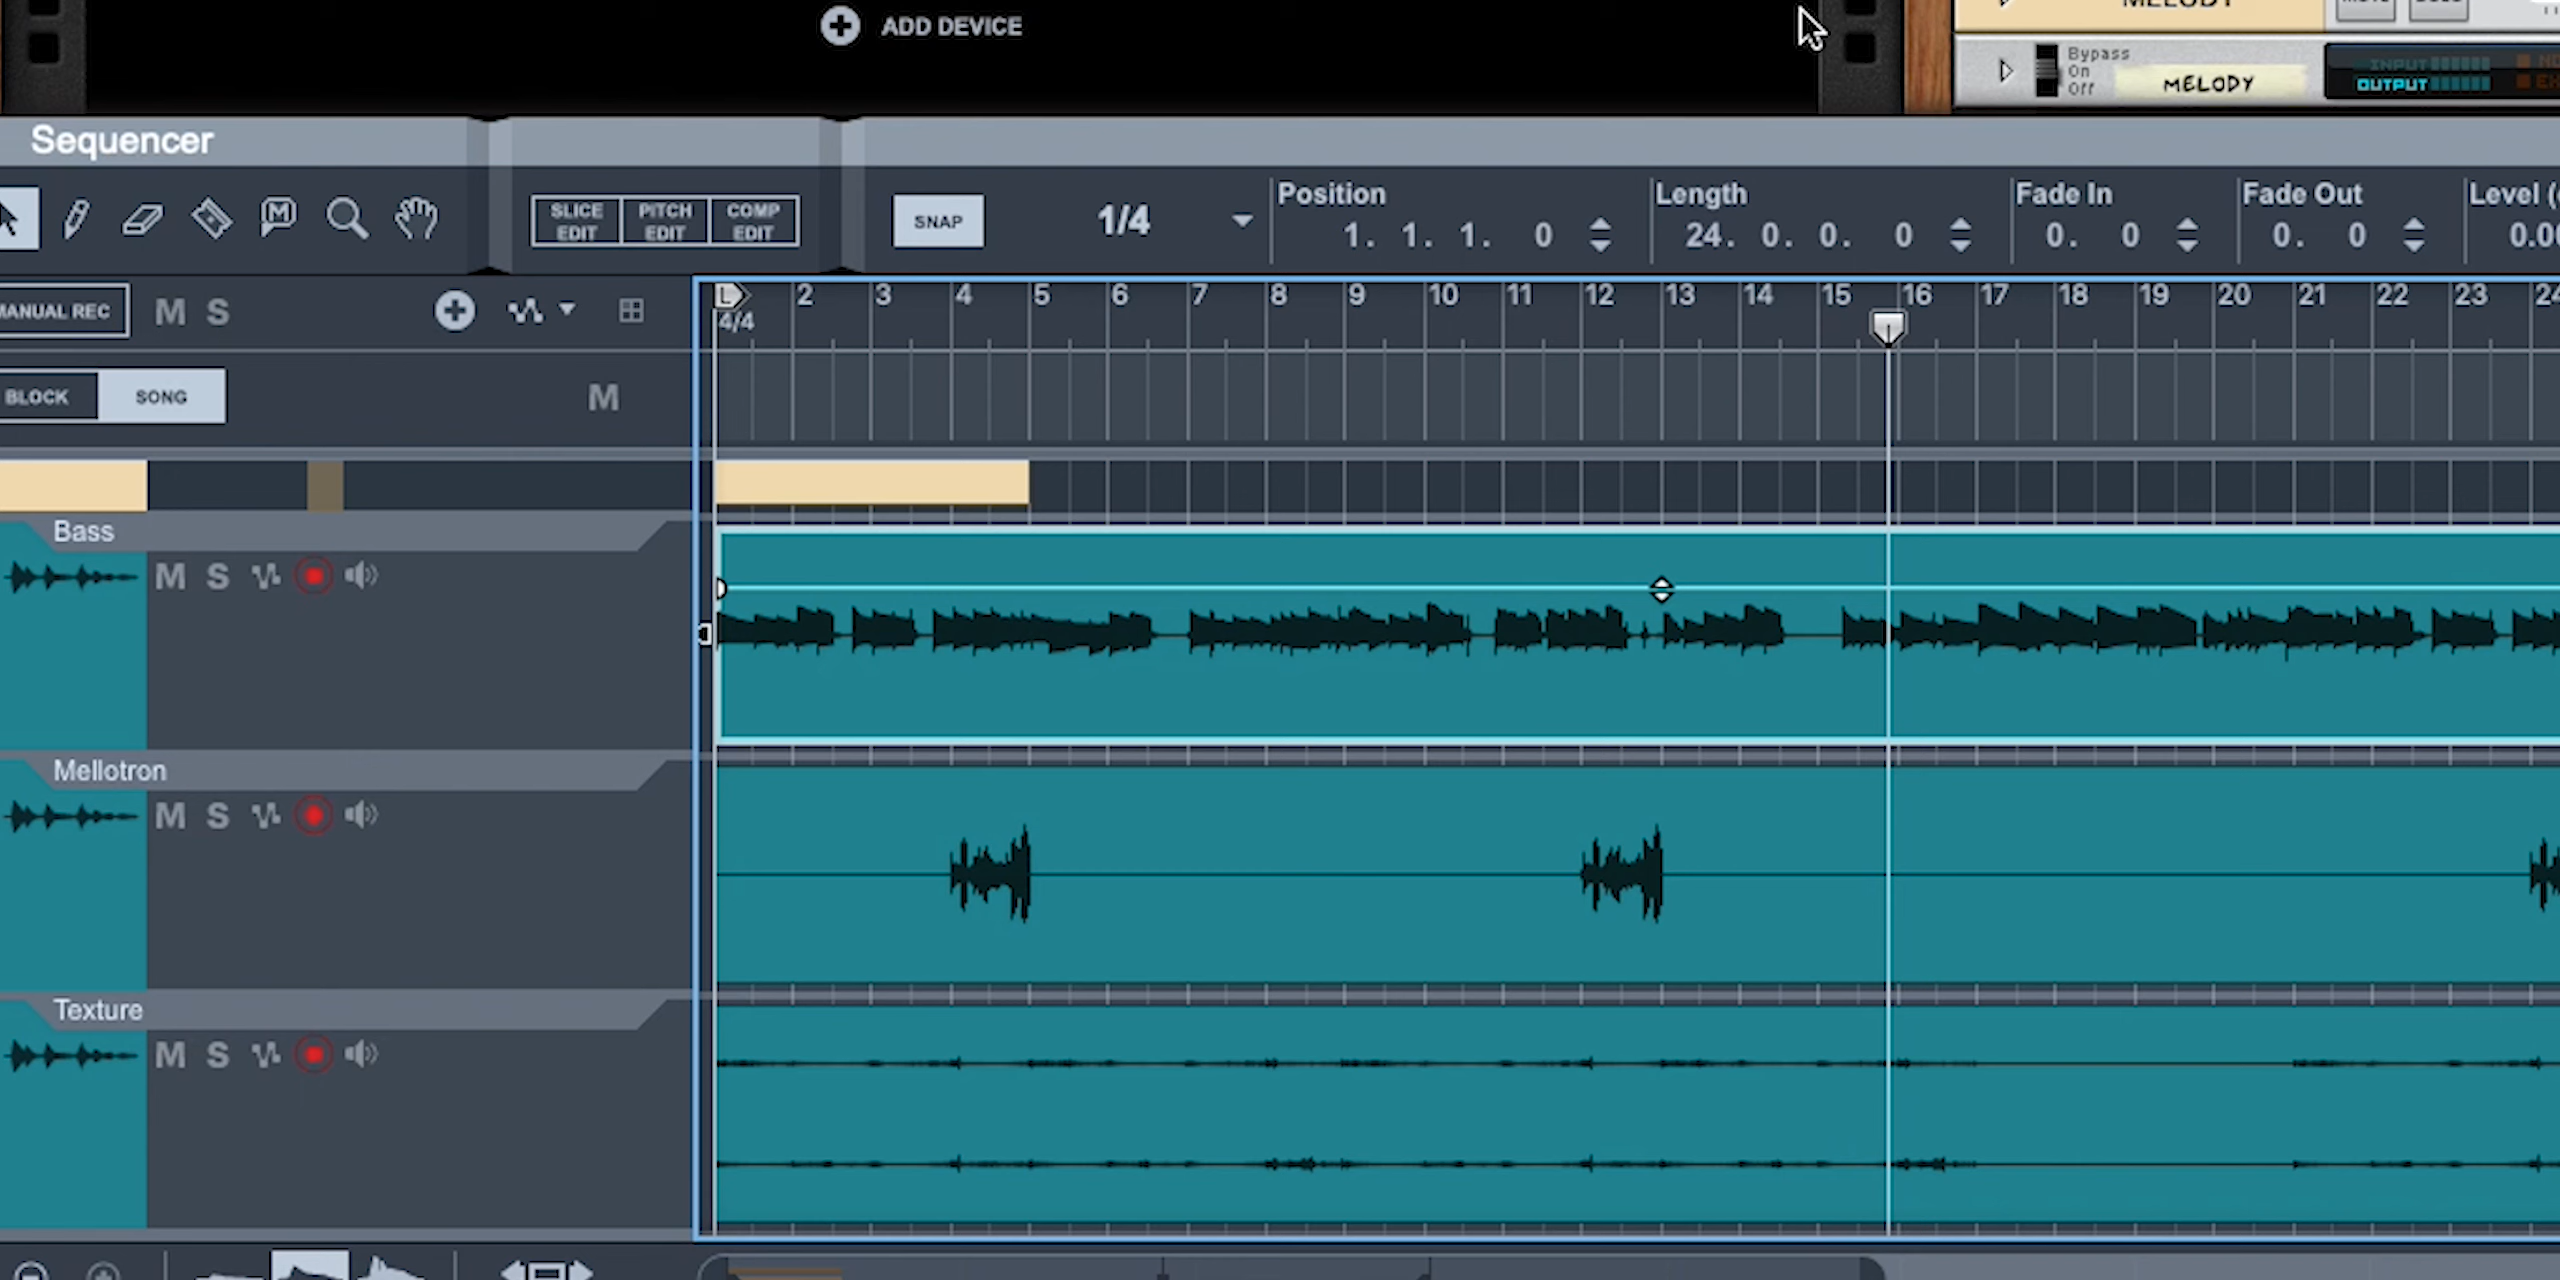 ADD DEVICE
MELODY
Bypass
On
Off
MELODY
INPUT
OUTPUT
Sequencer
M
SLICE EDIT
PITCH EDIT
COMP EDIT
SNAP
1/4
Position
1. 1. 1. 0
Length
24. 0. 0. 0
Fade In
0. 0
Fade Out
0. 0
Level (
0.00
MANUAL REC
M S
L 2 3 4 5 6 7 8 9 10 11 12 13 14 15 16 17 18 19 20 21 22 23 24
4/4
BLOCK SONG
M
Bass
M S
Mellotron
M S
Texture
M S